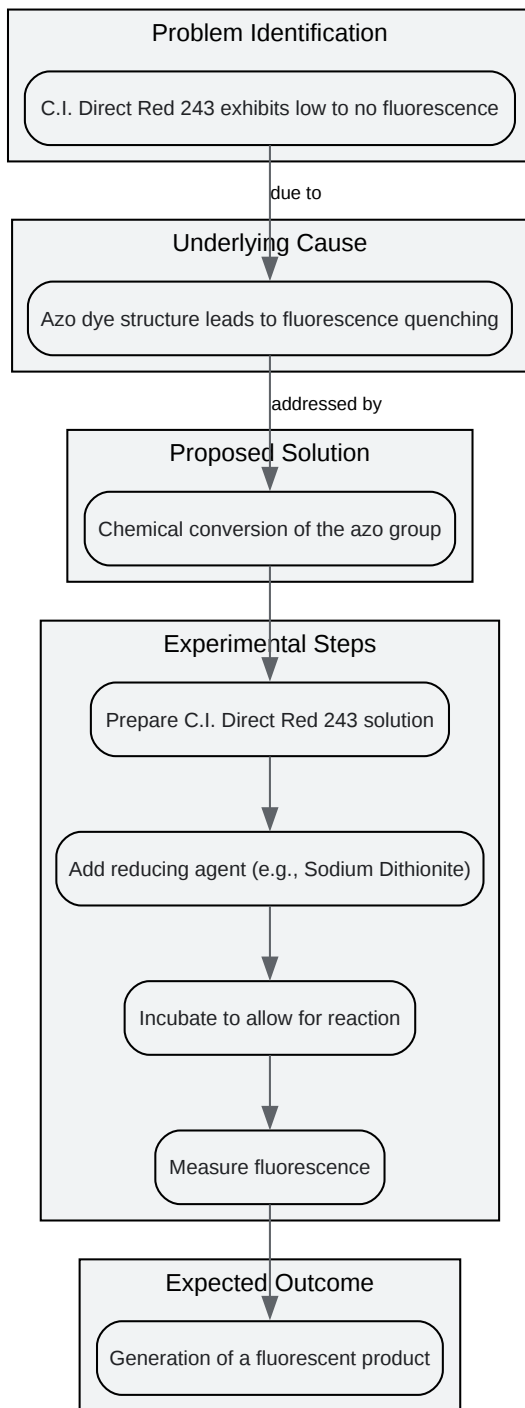 Problem Identification
C.I. Direct Red 243 exhibits low to no fluorescence
due to
Underlying Cause
Azo dye structure leads to fluorescence quenching
addressed by
Proposed Solution
Chemical conversion of the azo group
Experimental Steps
Prepare C.I. Direct Red 243 solution
Add reducing agent (e.g., Sodium Dithionite)
Incubate to allow for reaction
Measure fluorescence
Expected Outcome
Generation of a fluorescent product